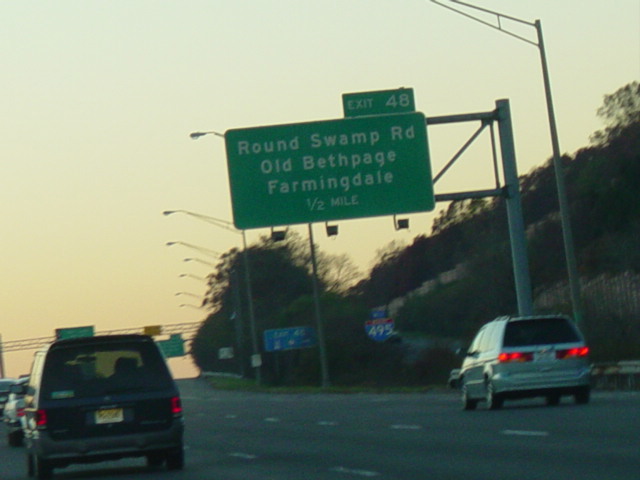 EXIT 48
Round Swamp Rd
Old Bethpage
Farmingdale
1/2 MILE
495